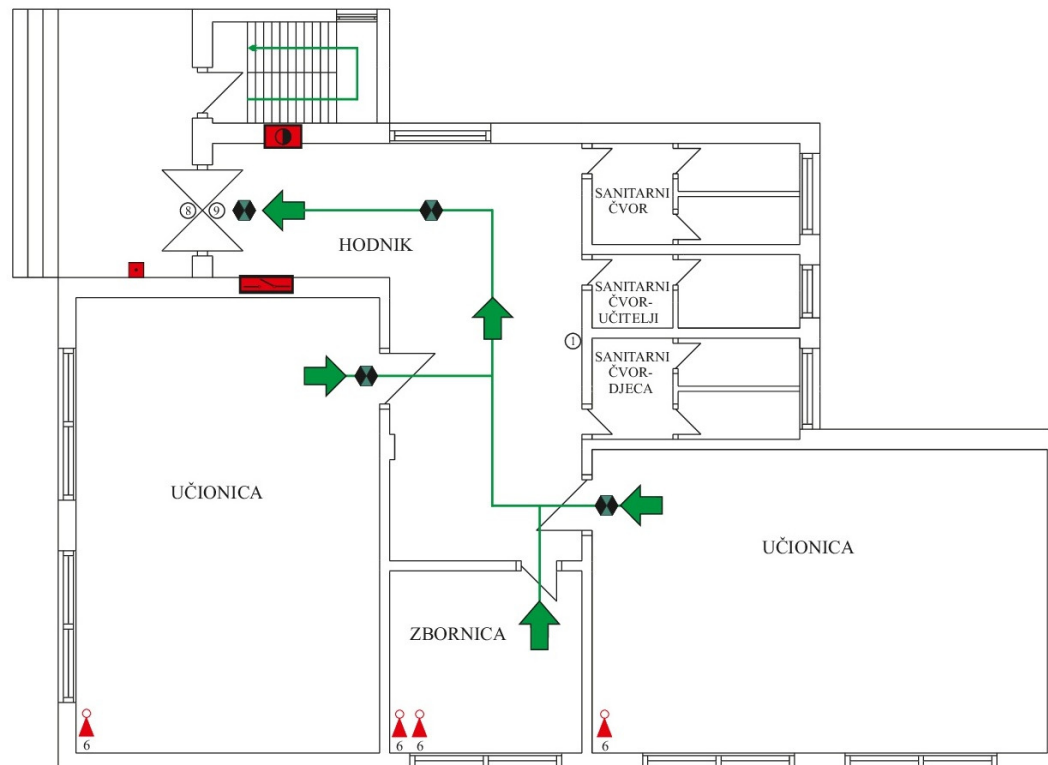 SANITARNI
ČVOR
8
9
HODNIK
SANITARNI
ČVOR-
UČITELJI
1
SANITARNI
ČVOR-
DJECA
UČIONICA
UČIONICA
ZBORNICA
6
6
6
6